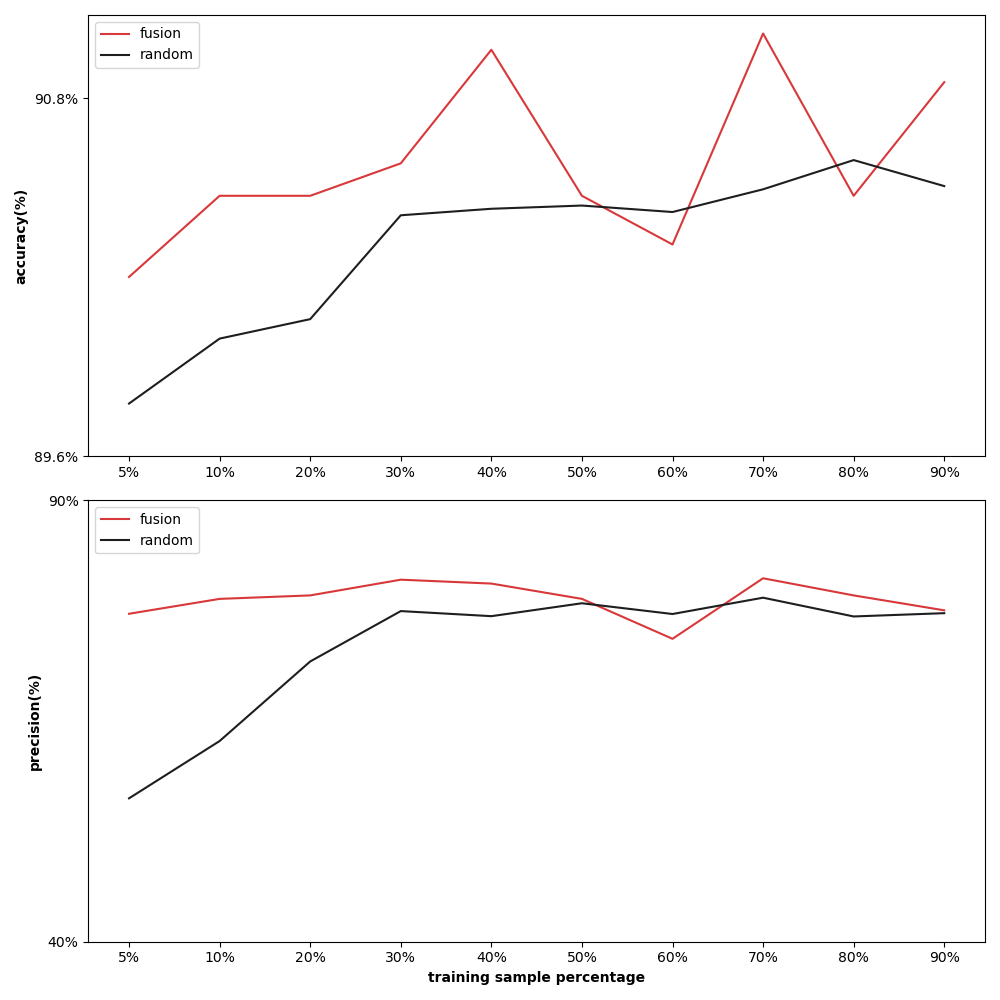 fusion
random
90.8%
accuracy(%)
89.6%
5% 10% 20% 30% 40% 50% 60% 70% 80% 90%
90%
fusion
random
precision(%)
40%
5% 10% 20% 30% 40% 50% 60% 70% 80% 90%
training sample percentage